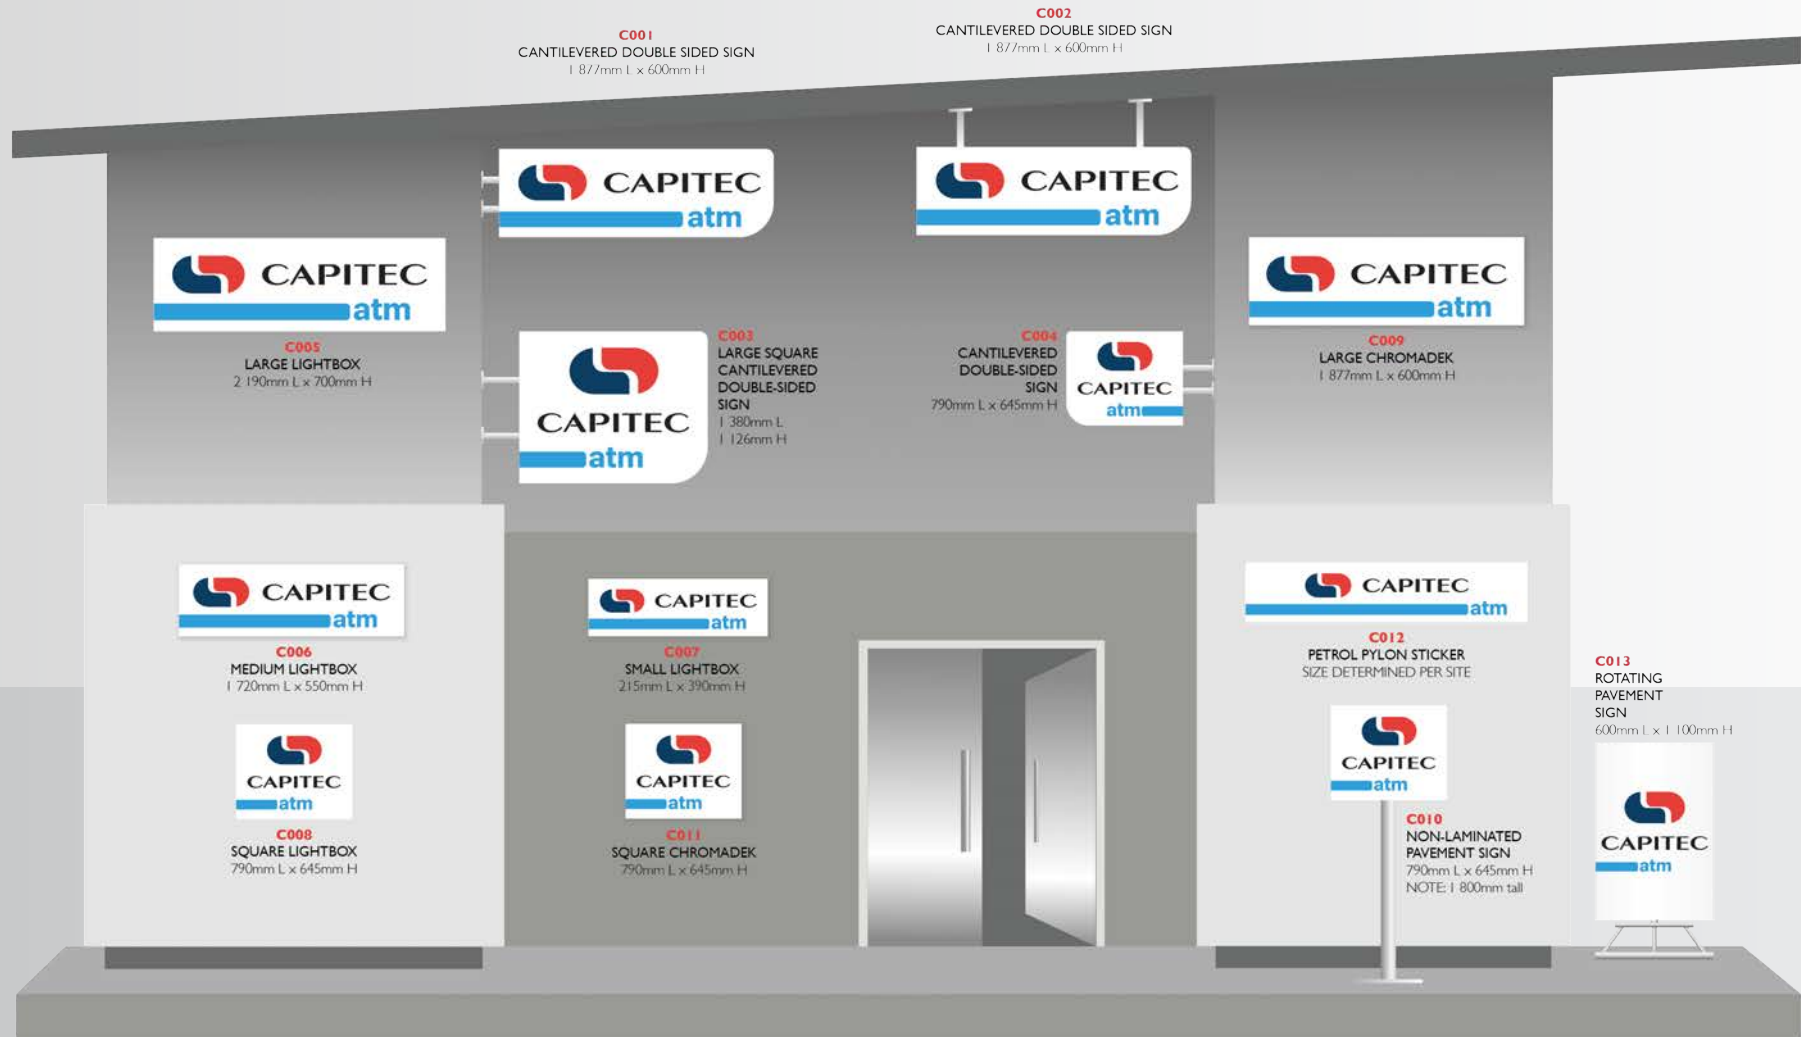 C001
CANTILEVERED DOUBLE SIDED SIGN
1 877mm L x 600mm H
C002
CANTILEVERED DOUBLE SIDED SIGN
1 877mm L x 600mm H
CAPITEC
atm
CAPITEC
atm
CAPITEC
atm
C005
LARGE LIGHTBOX
2 190mm L x 700mm H
CAPITEC
atm
C003
LARGE SQUARE
CANTILEVERED
DOUBLE-SIDED
SIGN
1 380mm L
1 126mm H
C004
CANTILEVERED
DOUBLE-SIDED
SIGN
790mm L x 645mm H
CAPITEC
atm
CAPITEC
atm
C009
LARGE CHROMADEK
1 877mm L x 600mm H
CAPITEC
atm
C006
MEDIUM LIGHTBOX
1 720mm L x 550mm H
CAPITEC
atm
C007
SMALL LIGHTBOX
215mm L x 390mm H
CAPITEC
atm
C012
PETROL PYLON STICKER
SIZE DETERMINED PER SITE
CAPITEC
atm
C008
SQUARE LIGHTBOX
790mm L x 645mm H
CAPITEC
atm
C011
SQUARE CHROMADEK
790mm L x 645mm H
CAPITEC
atm
C010
NON-LAMINATED
PAVEMENT SIGN
790mm L x 645mm H
NOTE: 1 800mm tall
C013
ROTATING
PAVEMENT
SIGN
600mm L x 1 100mm H
CAPITEC
atm